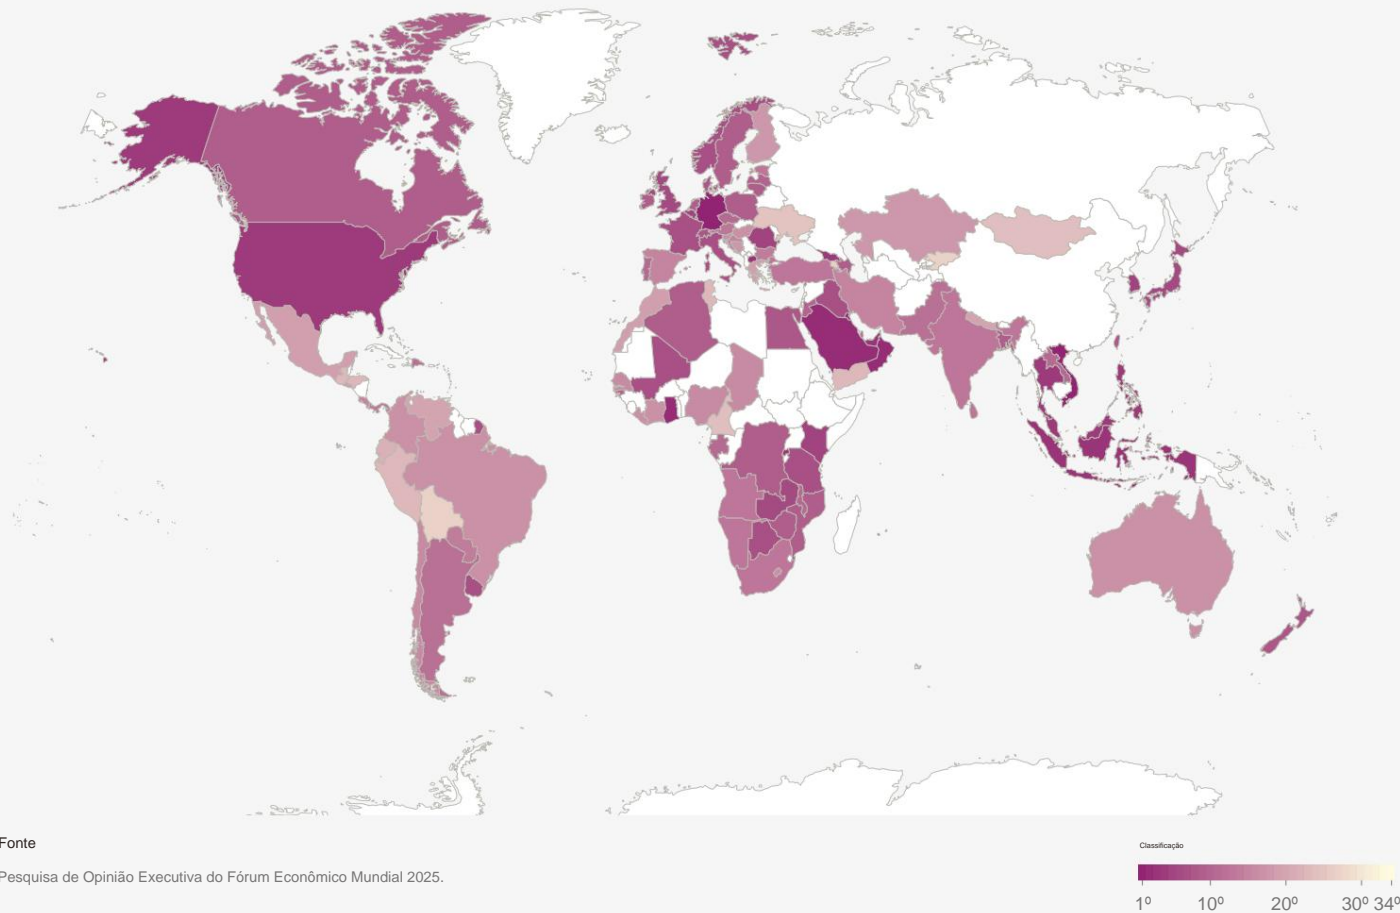 Fonte
Pesquisa de Opinião Executiva do Fórum Econômico Mundial 2025.
Classificação
1º 10º 20º 30º 34º